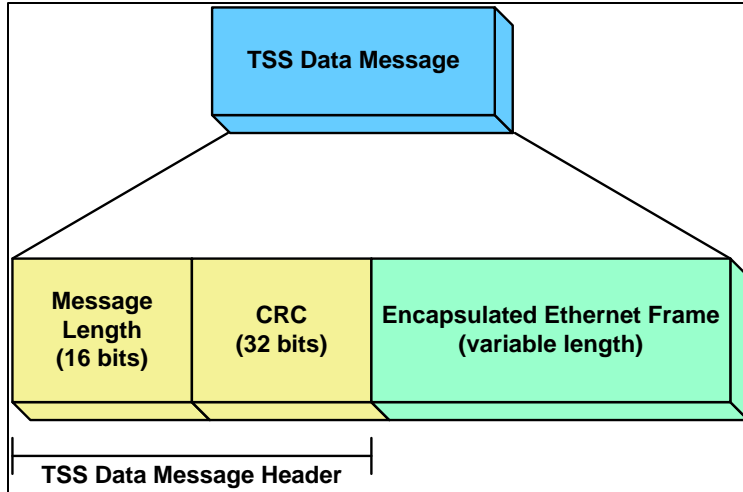 TSS Data Message
Message
Length
(16 bits)
CRC
(32 bits)
Encapsulated Ethernet Frame
(variable length)
TSS Data Message Header